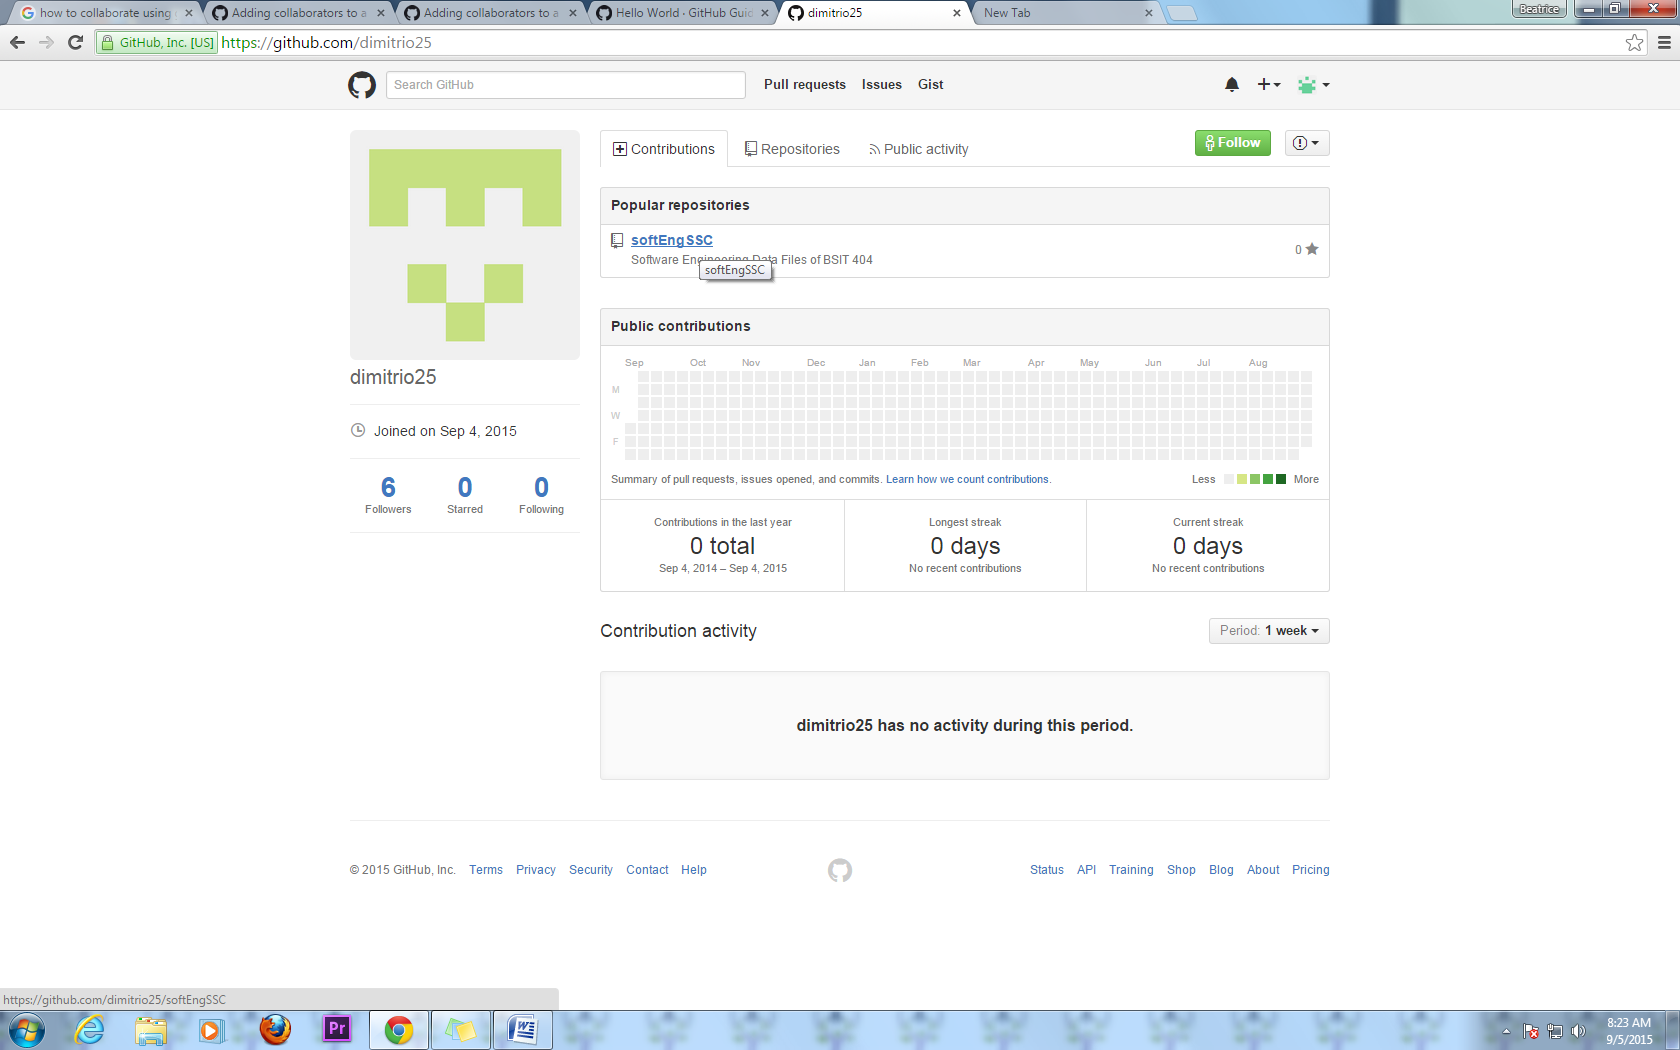 how to collaborate using
Adding collaborators to a
Adding collaborators to a
Hello World · GitHub Guid
dimitrio25
New Tab
Beatrice
GitHub, Inc. [US]
https://github.com/dimitrio25
Search GitHub
Pull requests
Issues
Gist
Contributions
Repositories
Public activity
Follow
Popular repositories
softEngSSC
Software Engineering Data Files of BSIT 404
0
softEngSSC
dimitrio25
Joined on Sep 4, 2015
6 0 0
Followers Starred Following
Public contributions
Sep Oct Nov Dec Jan Feb Mar Apr May Jun Jul Aug
M
W
F
Summary of pull requests, issues opened, and commits. Learn how we count contributions.
Less More
Contributions in the last year
0 total
Sep 4, 2014 – Sep 4, 2015
Longest streak
0 days
No recent contributions
Current streak
0 days
No recent contributions
Contribution activity
Period: 1 week
dimitrio25 has no activity during this period.
© 2015 GitHub, Inc. Terms Privacy Security Contact Help
Status API Training Shop Blog About Pricing
https://github.com/dimitrio25/softEngSSC
Pr
8:23 AM
9/5/2015